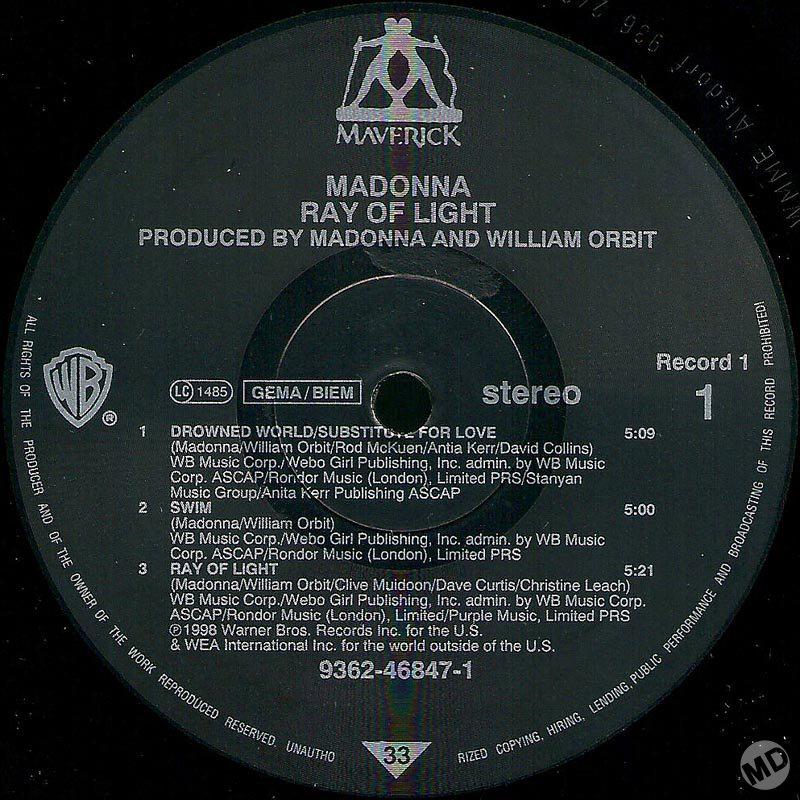 MAVERICK
MADONNA
RAY OF LIGHT
PRODUCED BY MADONNA AND WILLIAM ORBIT
WB ®
LC 1485 GEMA/BIEM stereo
Record 1
1
1 DROWNED WORLD/SUBSTITUTE FOR LOVE 5:09
(Madonna/William Orbit/Rod McKuen/Antia Kerr/David Collins)
WB Music Corp./Webo Girl Publishing, Inc. admin. by WB Music
Corp. ASCAP/Rondor Music (London), Limited PRS/Stanyan
Music Group/Anita Kerr Publishing ASCAP
2 SWIM 5:00
(Madonna/William Orbit)
WB Music Corp./Webo Girl Publishing, Inc. admin. by WB Music
Corp. ASCAP/Rondor Music (London), Limited PRS
3 RAY OF LIGHT 5:21
(Madonna/William Orbit/Clive Muldoon/Dave Curtis/Christine Leach)
WB Music Corp./Webo Girl Publishing, Inc. admin. by WB Music Corp.
ASCAP/Rondor Music (London), Limited/Purple Music, Limited PRS
℗1998 Warner Bros. Records Inc. for the U.S.
& WEA International Inc. for the world outside of the U.S.
9362-46847-1
33
ALL RIGHTS OF THE PRODUCER AND OF THE OWNER OF THE WORK REPRODUCED RESERVED. UNAUTHO
RIZED COPYING, HIRING, LENDING, PUBLIC PERFORMANCE AND BROADCASTING OF THIS RECORD PROHIBITED!
Alsdorf 936
MD